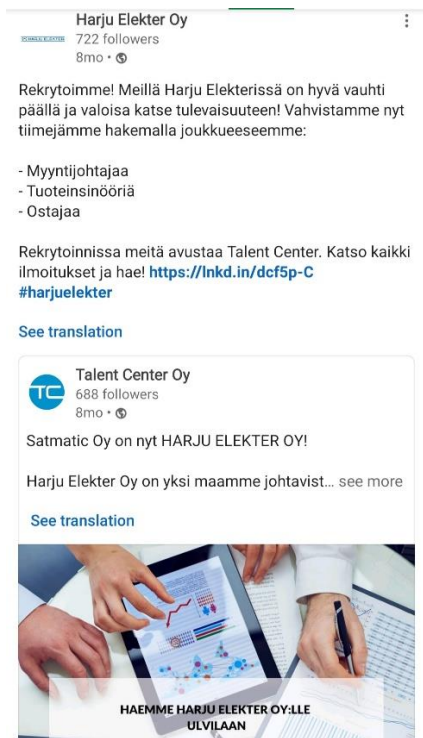 Harju Elekter Oy
722 followers
8mo •
Rekrytoimme! Meillä Harju Elekterissä on hyvä vauhti
päällä ja valoisa katse tulevaisuuteen! Vahvistamme nyt
tiimejämme hakemalla joukkueeseemme:
- Myyntijohtajaa
- Tuoteinsinööriä
- Ostajaa
Rekrytoinnissa meitä avustaa Talent Center. Katso kaikki
ilmoitukset ja hae! https://lnkd.in/dcf5p-C
#harjuelekter
See translation
TC
Talent Center Oy
688 followers
8mo •
Satmatic Oy on nyt HARJU ELEKTER OY!
Harju Elekter Oy on yksi maamme johtavist... see more
See translation
HAEMME HARJU ELEKTER OY:LLE
ULVILAAN